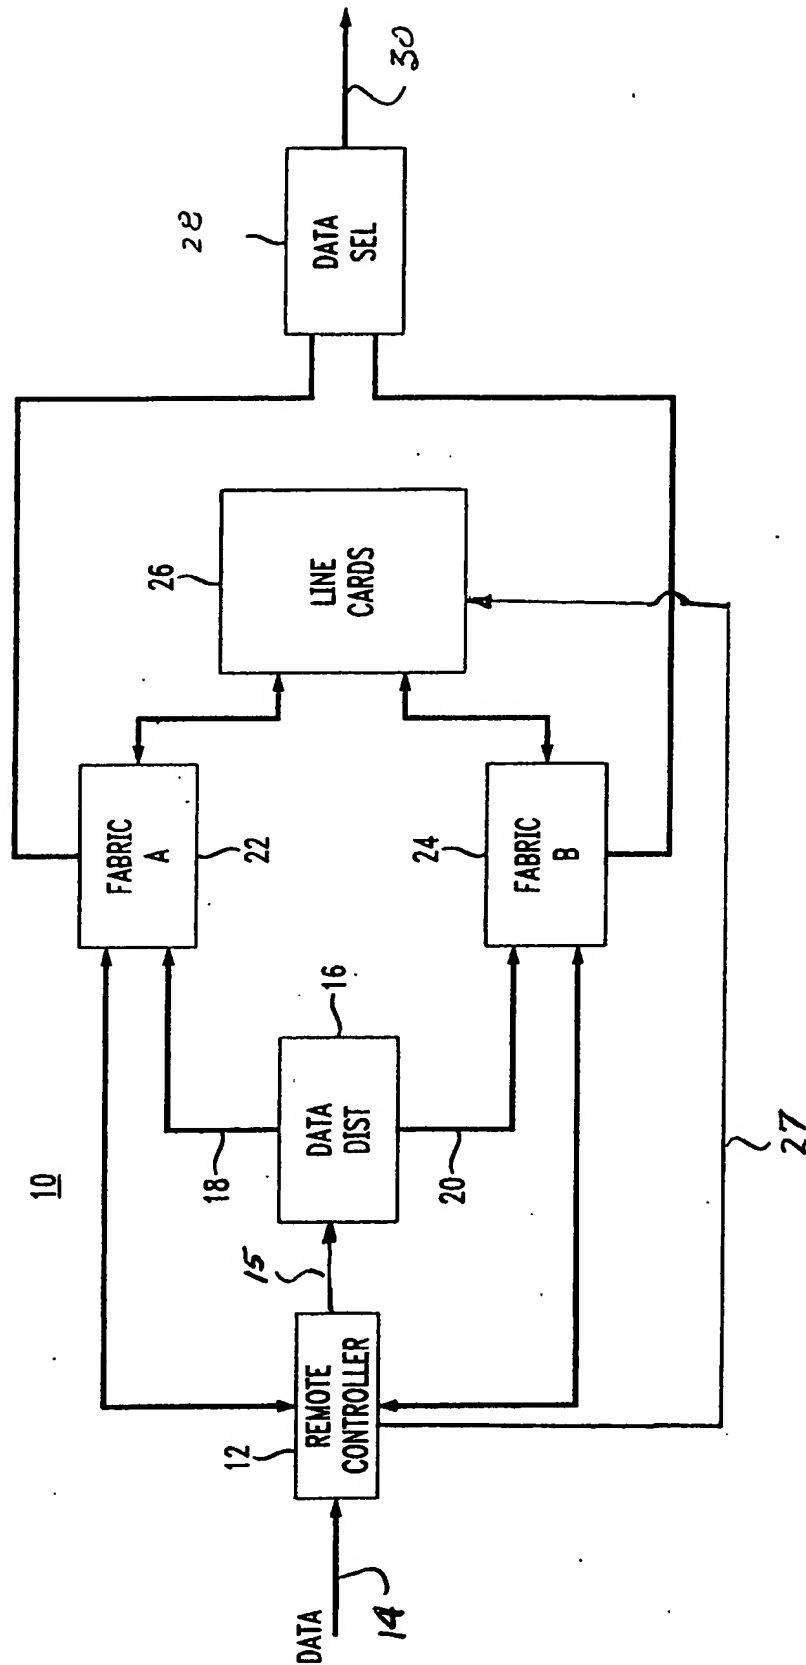 10
DATA
14
REMOTE
CONTROLLER
12
15
DATA
DIST
16
18
20
FABRIC
A
22
FABRIC
B
24
LINE
CARDS
26
27
DATA
SEL
28
30